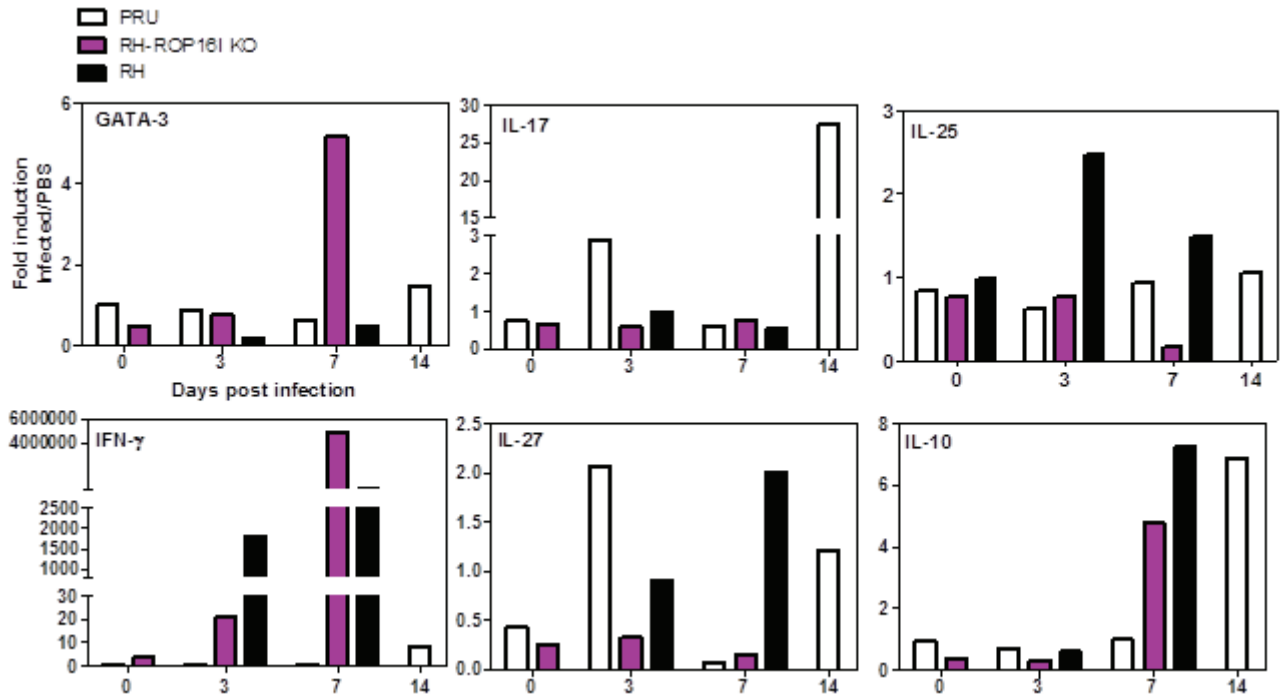 PRU
RH-ROP16I KO
RH
GATA-3
6
4
2
0
Fold induction
Infected/PBS
0 3 7 14
Days post infection
IL-17
30
25
20
15
3
2
1
0
0 3 7 14
IL-25
3
2
1
0
0 3 7 14
IFN-γ
6000000
4000000
2500
2000
1500
1000
30
20
10
0
0 3 7 14
IL-27
2.5
2.0
1.5
1.0
0.5
0.0
0 3 7 14
IL-10
8
6
4
2
0
0 3 7 14